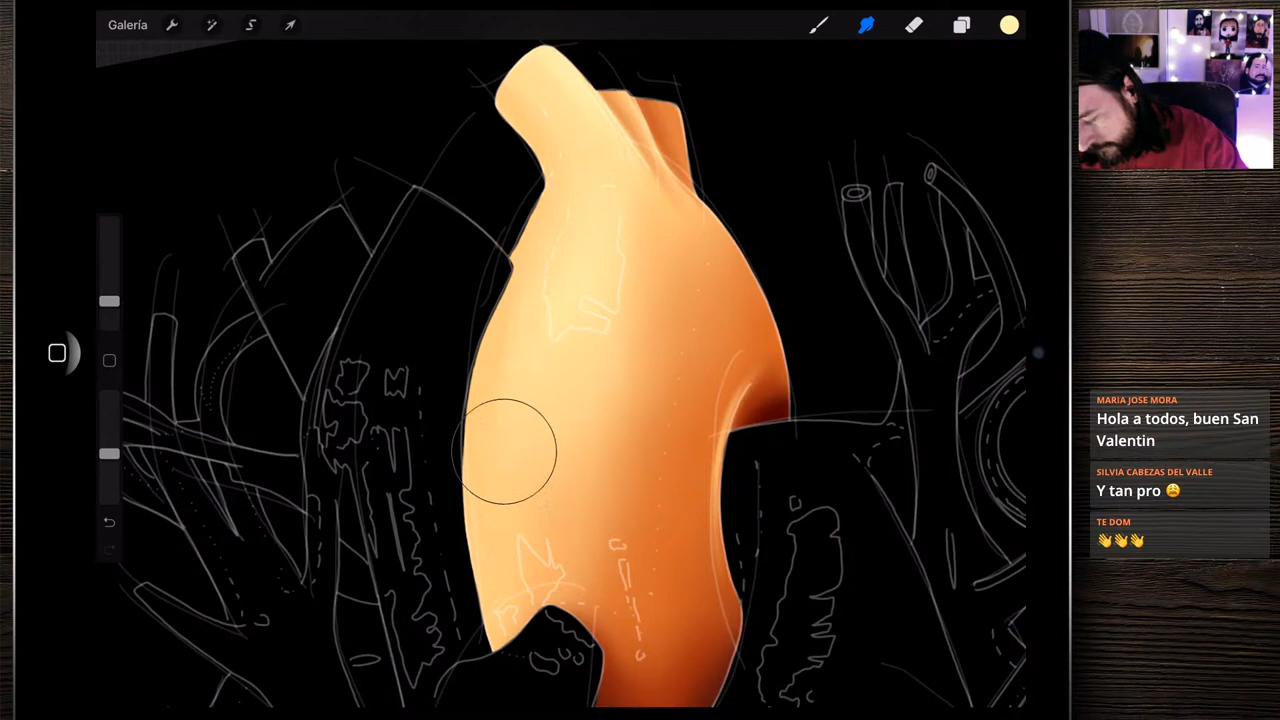 Galería
MARIA JOSE MORA
Hola a todos, buen San
Valentin
SILVIA CABEZAS DEL VALLE
Y tan pro 😩
TE DOM
👋👋👋